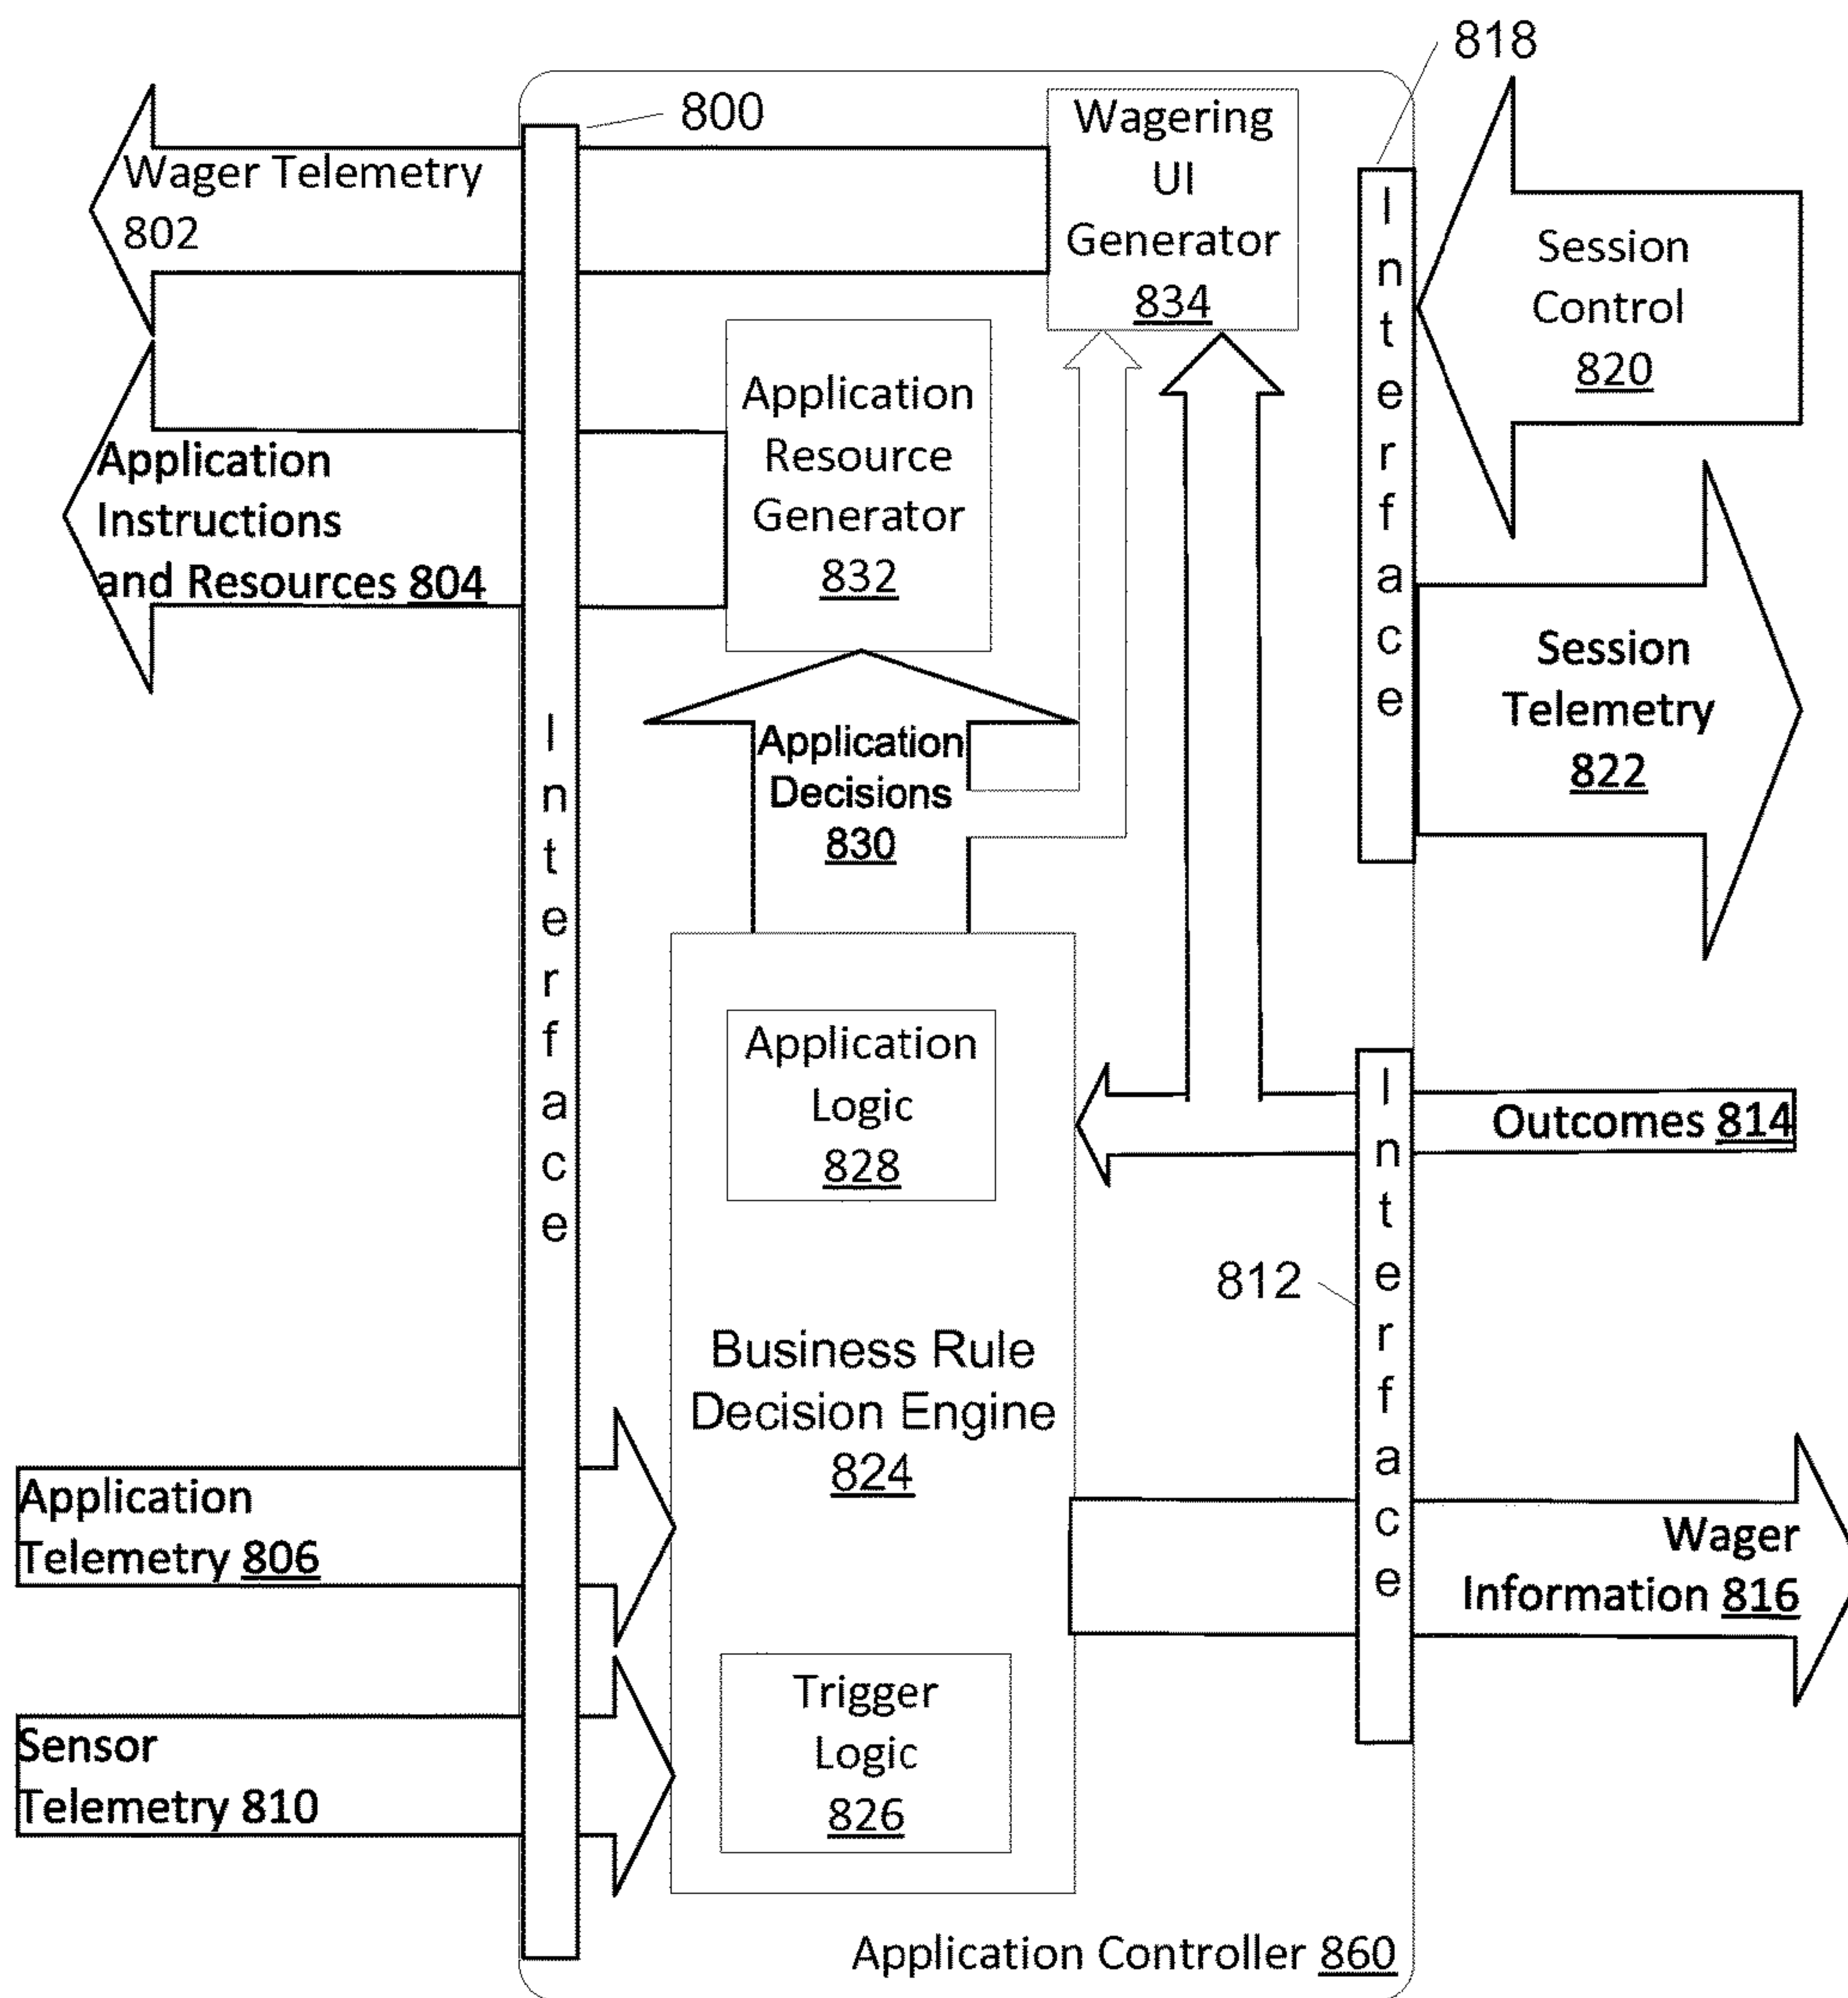 818
800
Wagering
UI
Generator
834
Wager Telemetry
802
Interface
Session
Control
820
Application
Resource
Generator
832
Application
Instructions
and Resources 804
Session
Telemetry
822
Interface
Application
Decisions
830
Application
Logic
828
Outcomes 814
Interface
812
Business Rule
Decision Engine
824
Application
Telemetry 806
Wager
Information 816
Trigger
Logic
826
Sensor
Telemetry 810
Application Controller 860